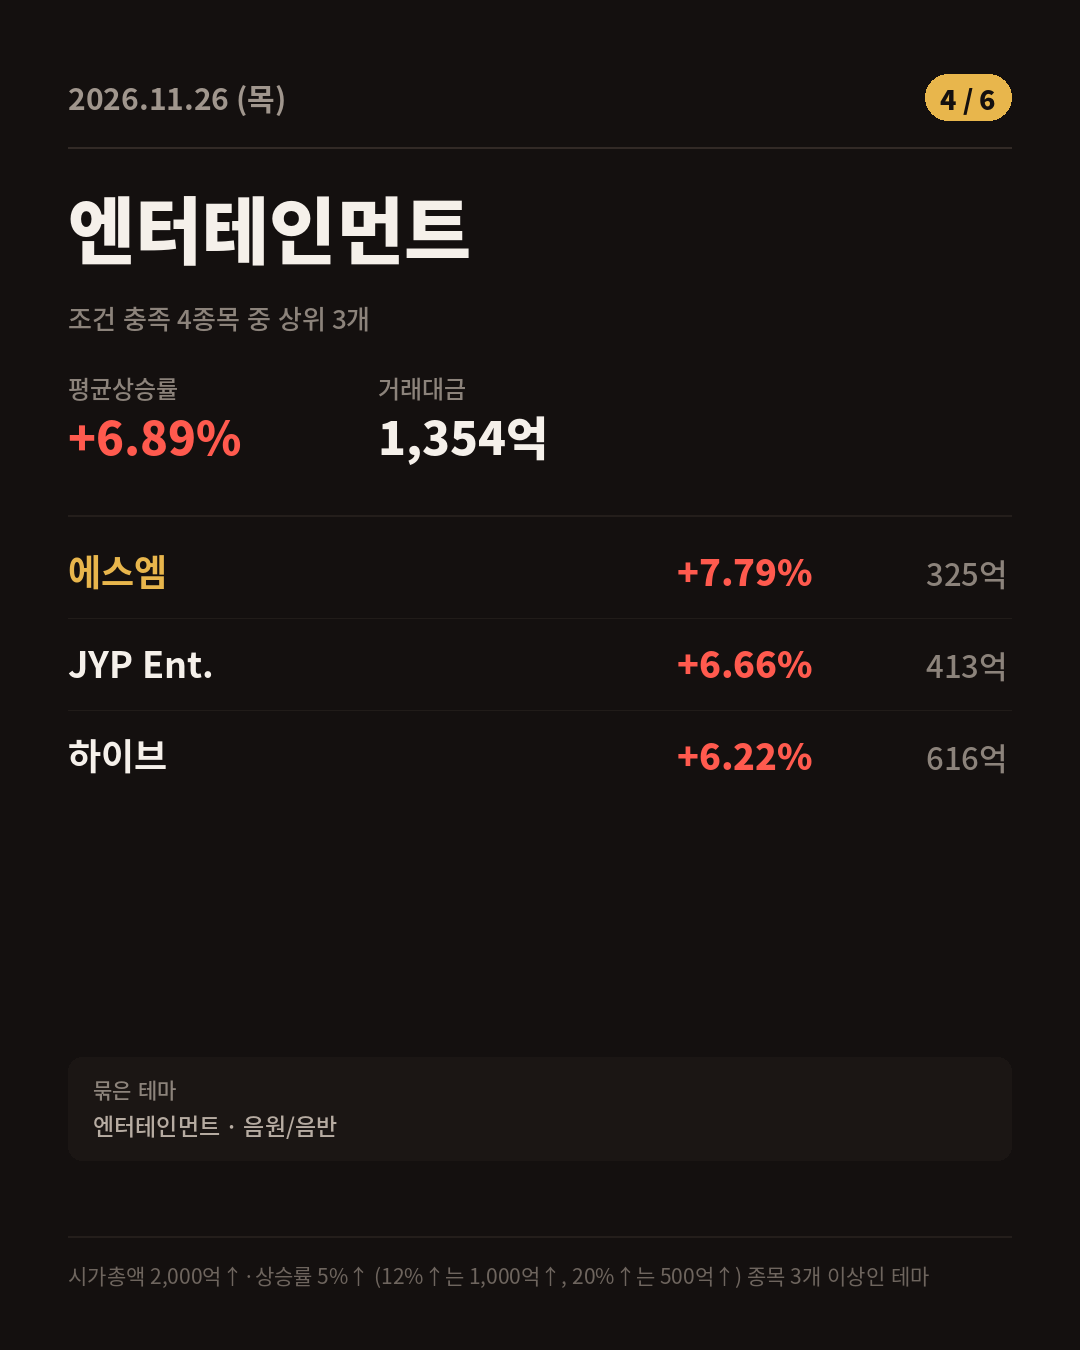 2026.11.26 (목)
4 / 6
엔터테인먼트
조건 충족 4종목 중 상위 3개
평균상승률 거래대금
+6.89% 1,354억
에스엠 +7.79% 325억
JYP Ent. +6.66% 413억
하이브 +6.22% 616억
묶은 테마
엔터테인먼트 · 음원/음반
시가총액 2,000억↑·상승률 5%↑ (12%↑는 1,000억↑, 20%↑는 500억↑) 종목 3개 이상인 테마